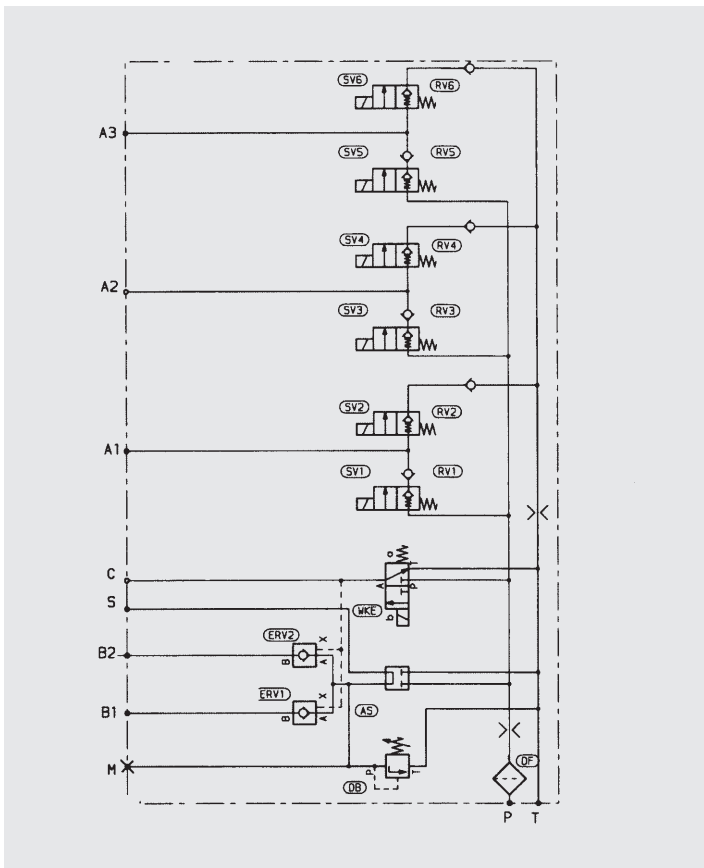 SV6 RV6
A3
SV5 RV5
SV4 RV4
A2
SV3 RV3
SV2 RV2
A1
SV1 RV1
a
C A T
T P
S WKE
b
ERV2
X
B2 B A
ERV1
X
B1 B A
AS
M P T
DB DF
P T